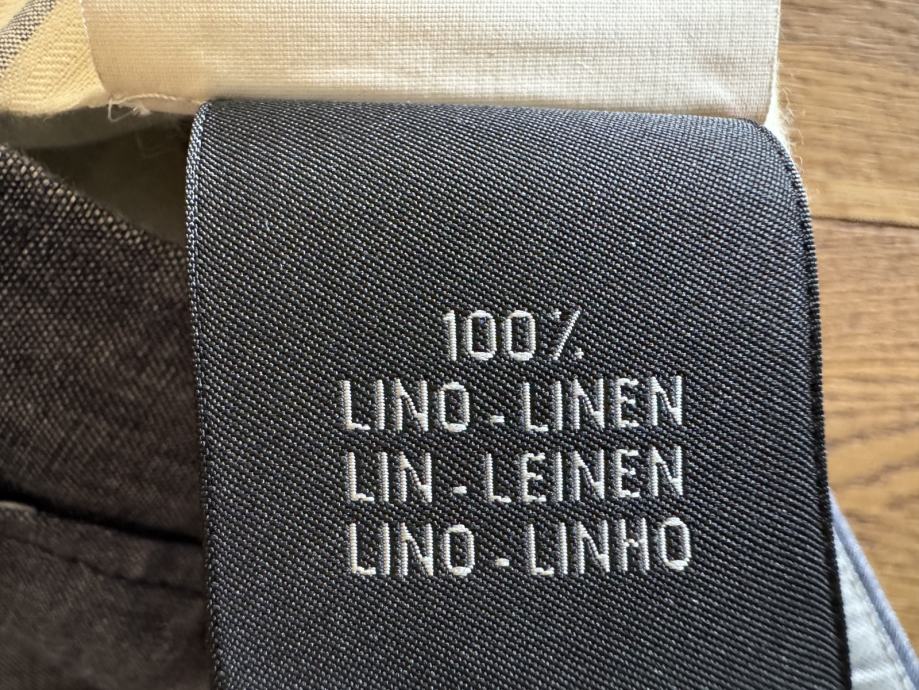 100%
LINO - LINEN
LIN - LEINEN
LINO - LINHO